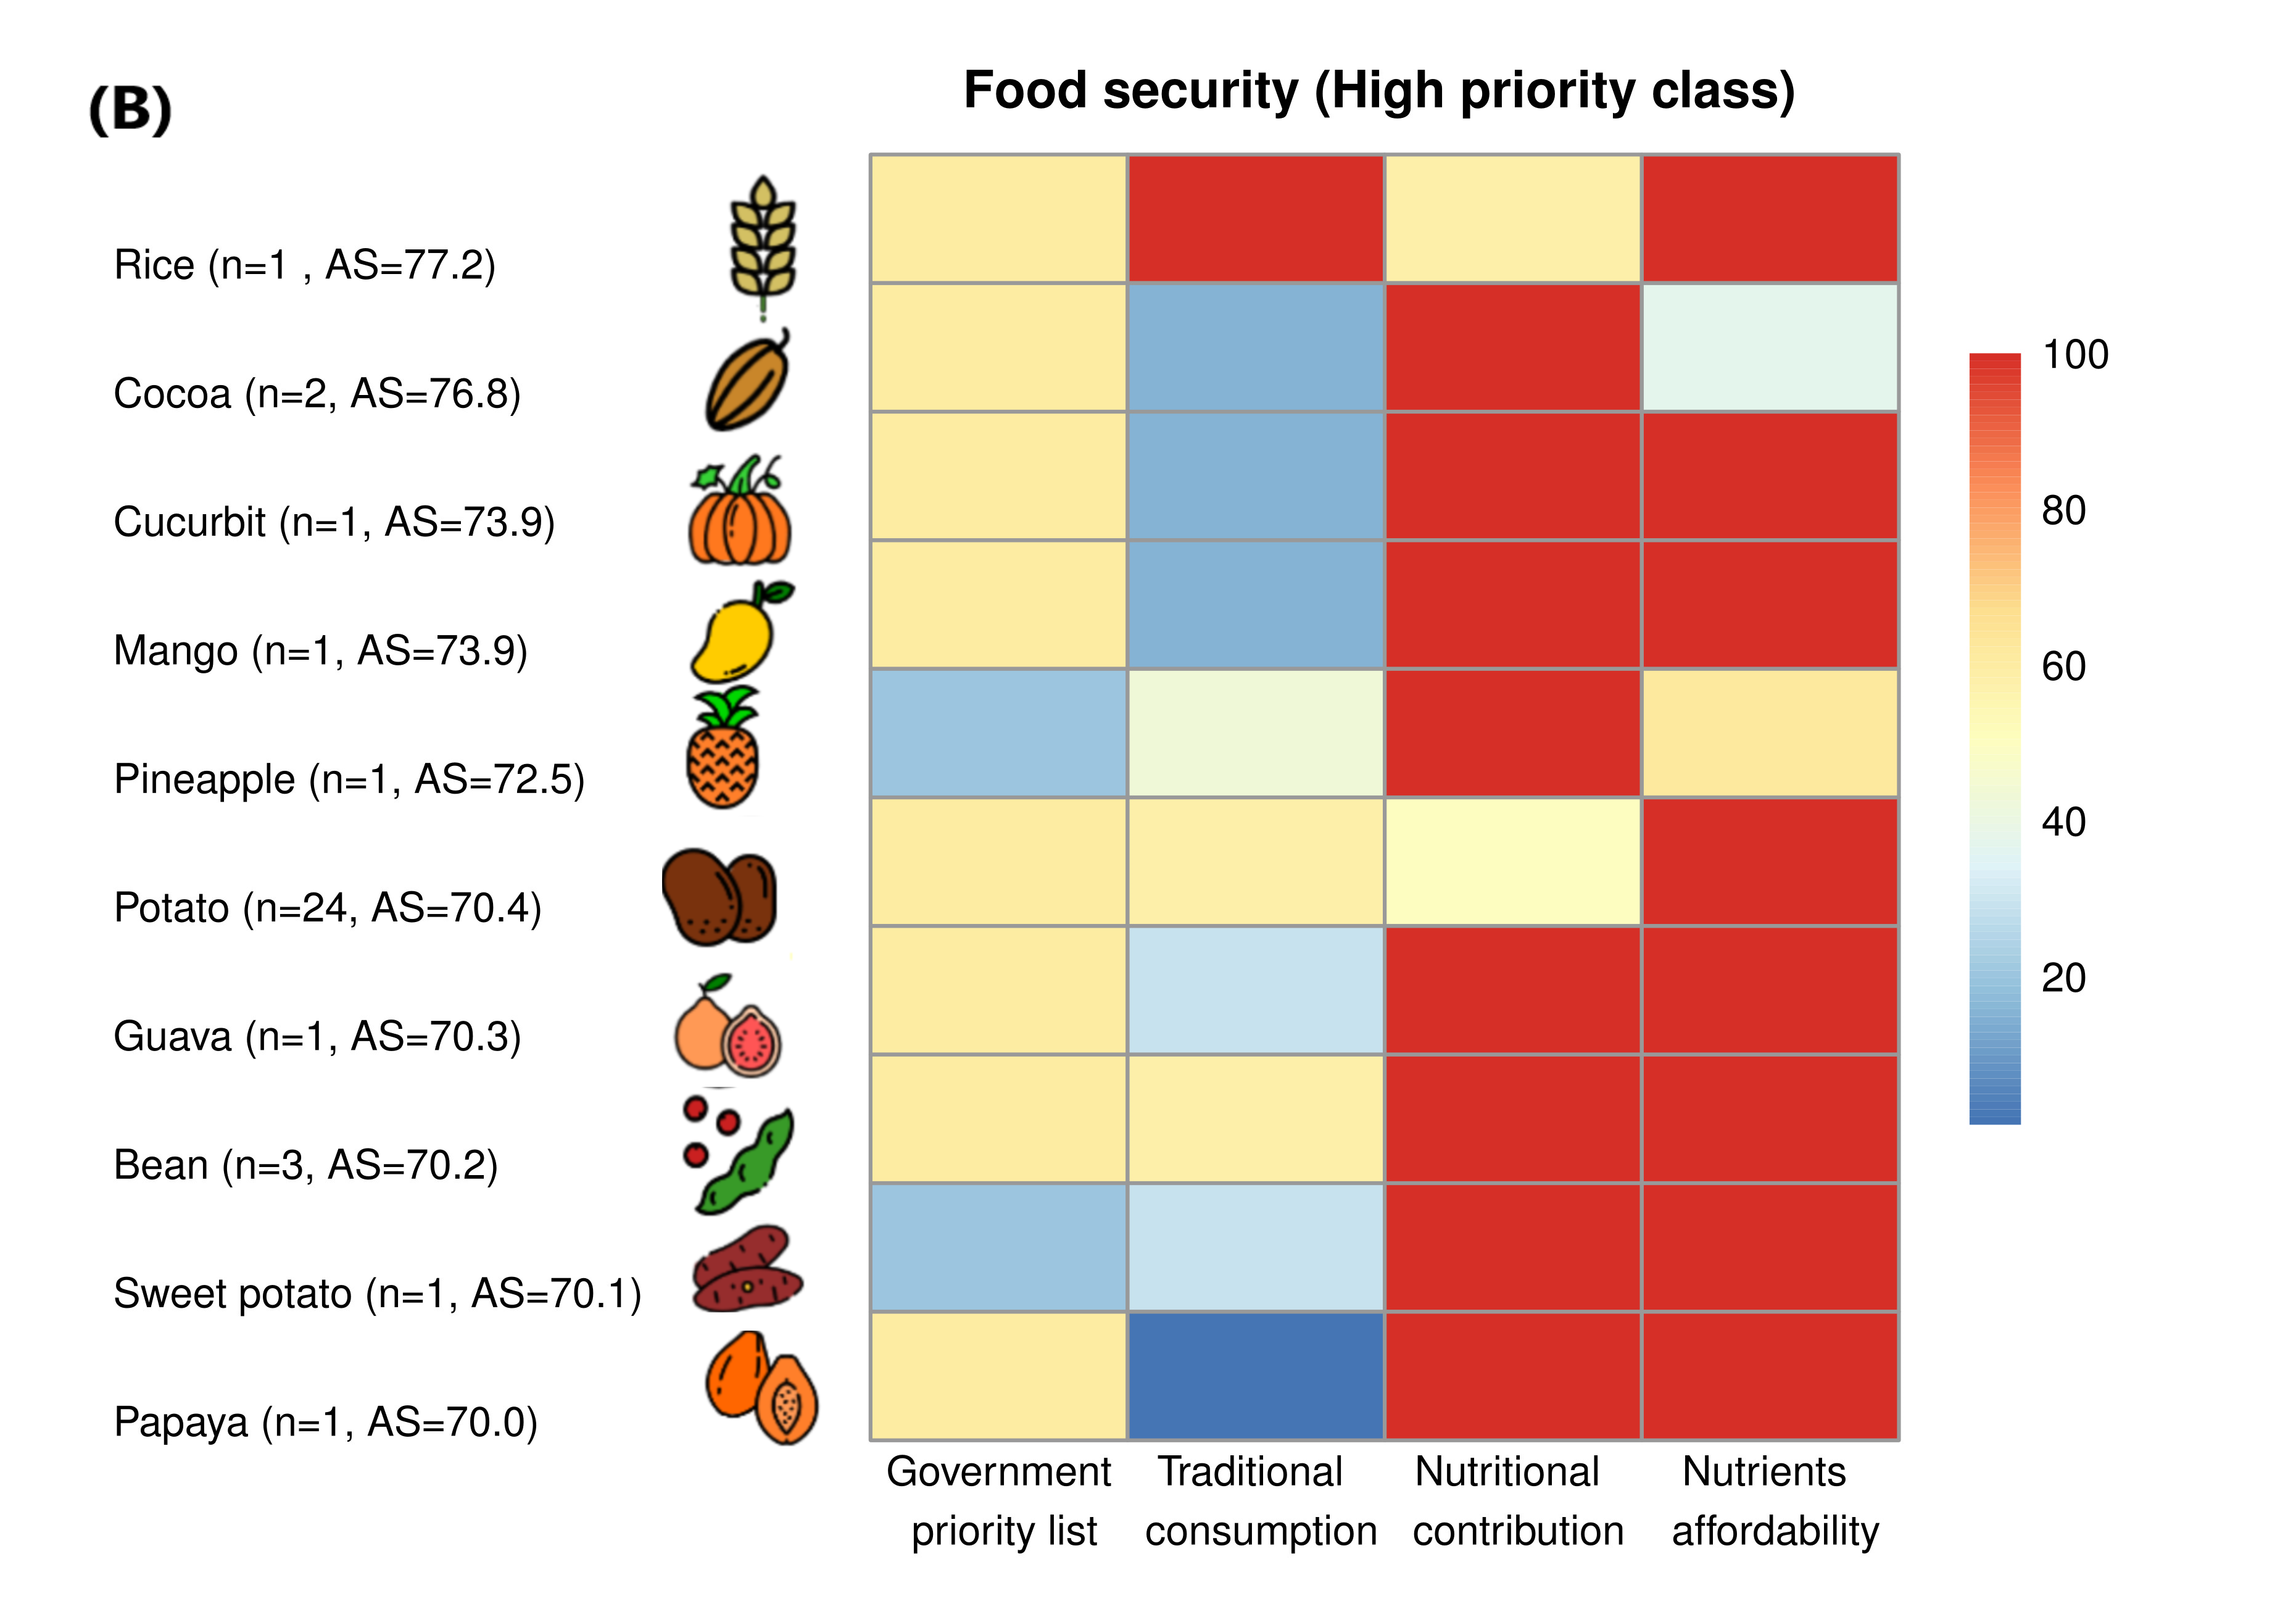 (B)
Food security (High priority class)
Rice (n=1 , AS=77.2)
Cocoa (n=2, AS=76.8)
Cucurbit (n=1, AS=73.9)
Mango (n=1, AS=73.9)
Pineapple (n=1, AS=72.5)
Potato (n=24, AS=70.4)
Guava (n=1, AS=70.3)
Bean (n=3, AS=70.2)
Sweet potato (n=1, AS=70.1)
Papaya (n=1, AS=70.0)
Government
priority list
Traditional
consumption
Nutritional
contribution
Nutrients
affordability
100
80
60
40
20